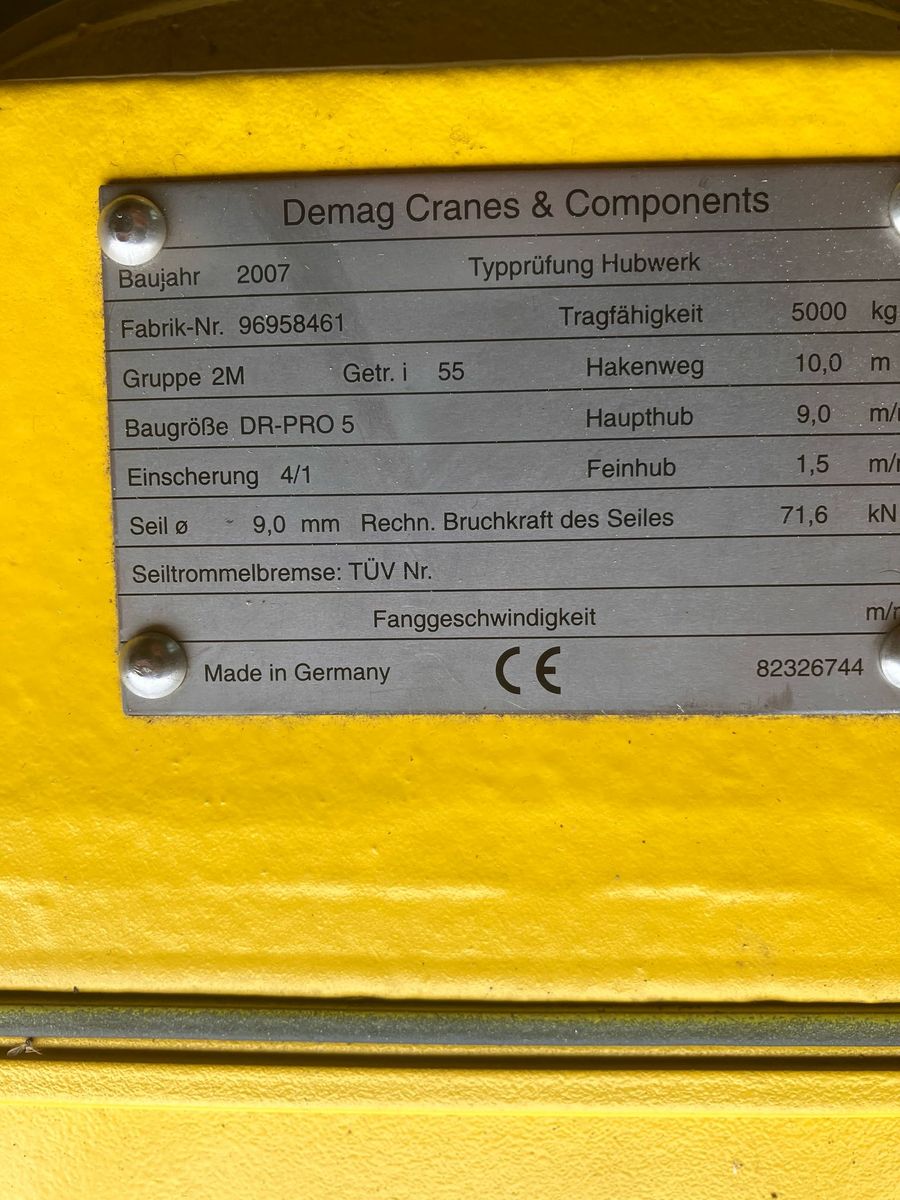 Demag Cranes & Components
Baujahr 2007 Typprüfung Hubwerk
Fabrik-Nr. 96958461 Tragfähigkeit 5000 kg
Gruppe 2M Getr. i 55 Hakenweg 10,0 m
Baugröße DR-PRO 5 Haupthub 9,0
Einscherung 4/1 Feinhub 1,5
Seil ø 9,0 mm Rechn. Bruchkraft des Seiles 71,6 kN
Seiltrommelbremse: TÜV Nr.
Fanggeschwindigkeit
Made in Germany CE 82326744